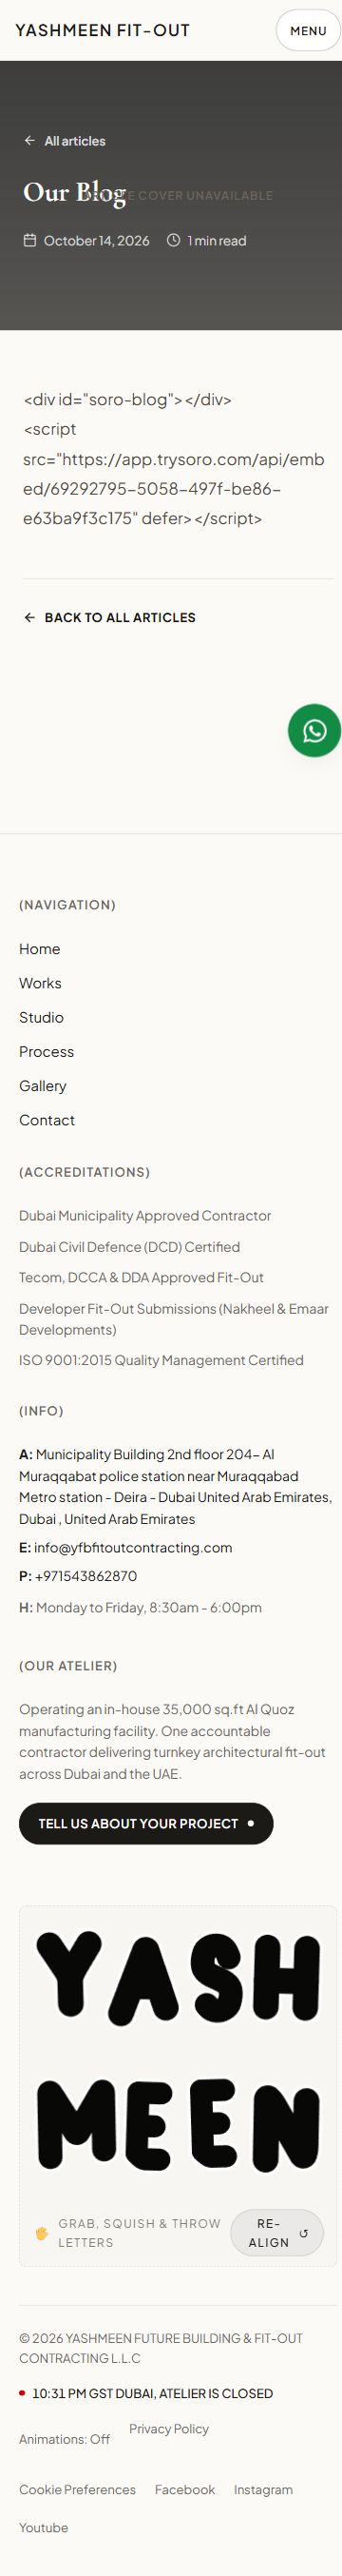 YASHMEEN FIT-OUT
MENU
← All articles
Our Blog
COVER UNAVAILABLE
October 14, 2026 1 min read
<div id="soro-blog"></div>
<script
src="https://app.trysoro.com/api/emb
ed/69292795-5058-497f-be86-
e63ba9f3c175" defer></script>
← BACK TO ALL ARTICLES
(NAVIGATION)
Home
Works
Studio
Process
Gallery
Contact
(ACCREDITATIONS)
Dubai Municipality Approved Contractor
Dubai Civil Defence (DCD) Certified
Tecom, DCCA & DDA Approved Fit-Out
Developer Fit-Out Submissions (Nakheel & Emaar
Developments)
ISO 9001:2015 Quality Management Certified
(INFO)
A: Municipality Building 2nd floor 204– Al
Muraqqabat police station near Muraqqabad
Metro station - Deira - Dubai United Arab Emirates,
Dubai , United Arab Emirates
E: info@yfbfitoutcontracting.com
P: +971543862870
H: Monday to Friday, 8:30am - 6:00pm
(OUR ATELIER)
Operating an in-house 35,000 sq.ft Al Quoz
manufacturing facility. One accountable
contractor delivering turnkey architectural fit-out
across Dubai and the UAE.
TELL US ABOUT YOUR PROJECT
YASH
MEEN
GRAB, SQUISH & THROW
LETTERS
RE-
ALIGN ↺
© 2026 YASHMEEN FUTURE BUILDING & FIT-OUT
CONTRACTING L.L.C
10:31 PM GST DUBAI, ATELIER IS CLOSED
Animations: Off Privacy Policy
Cookie Preferences Facebook Instagram
Youtube